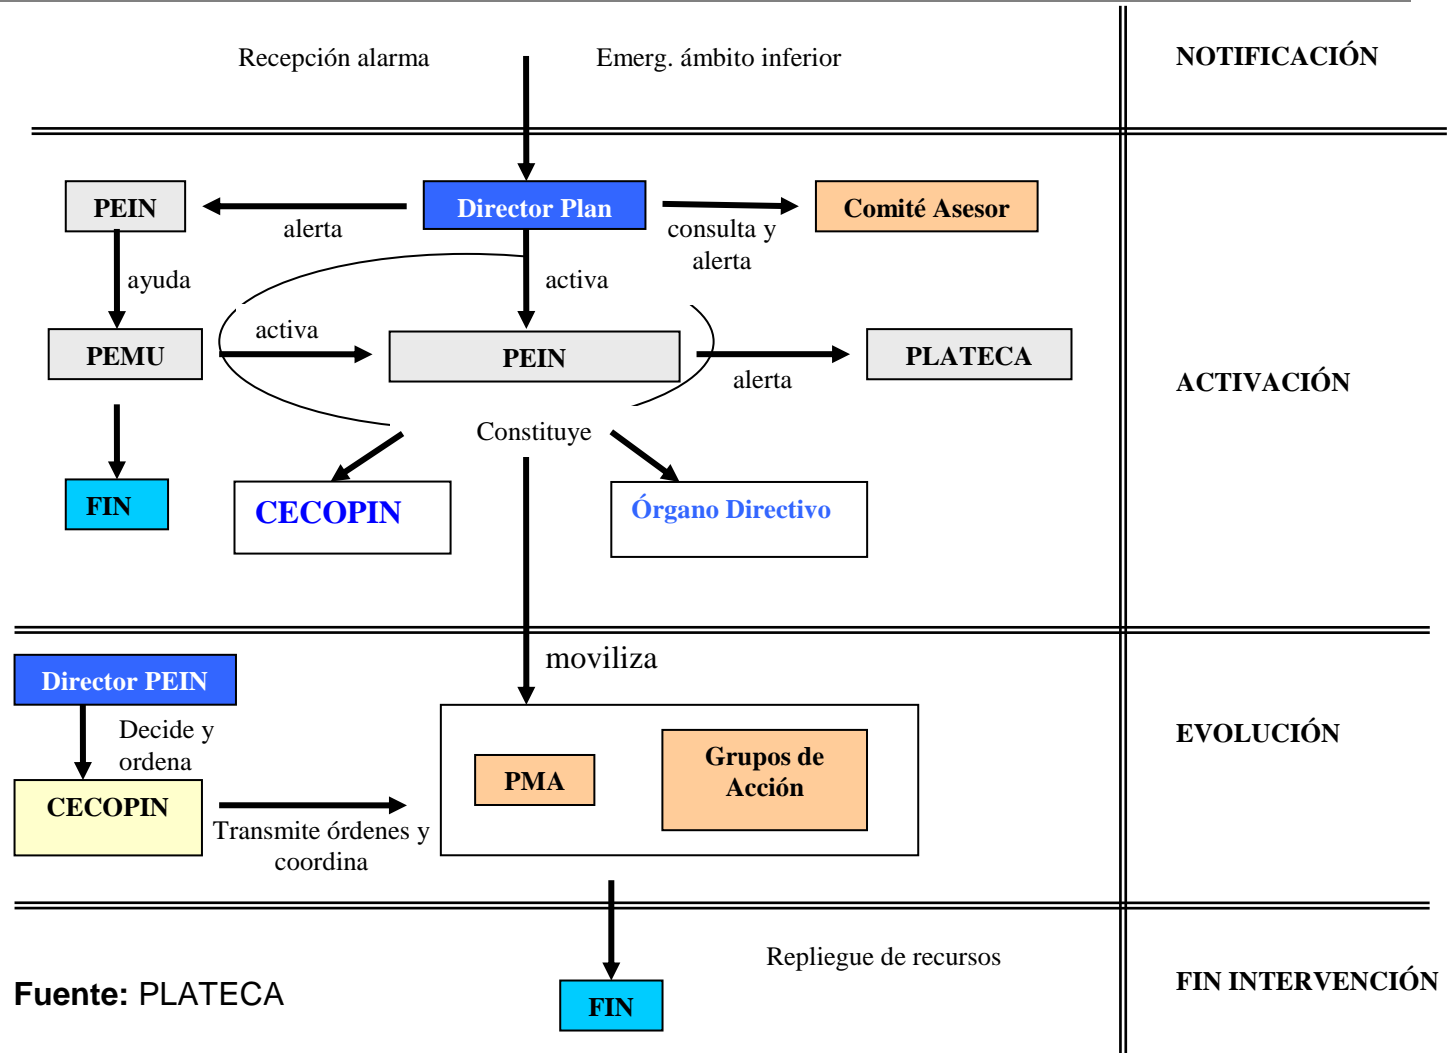 Recepción alarma
Emerg. ámbito inferior
NOTIFICACIÓN
PEIN
Director Plan
Comité Asesor
alerta
consulta y
alerta
ayuda
activa
activa
PEMU
PEIN
PLATECA
alerta
ACTIVACIÓN
Constituye
FIN
CECOPIN
Órgano Directivo
moviliza
Director PEIN
Decide y
ordena
EVOLUCIÓN
PMA
Grupos de
Acción
CECOPIN
Transmite órdenes y
coordina
Repliegue de recursos
FIN INTERVENCIÓN
Fuente: PLATECA
FIN